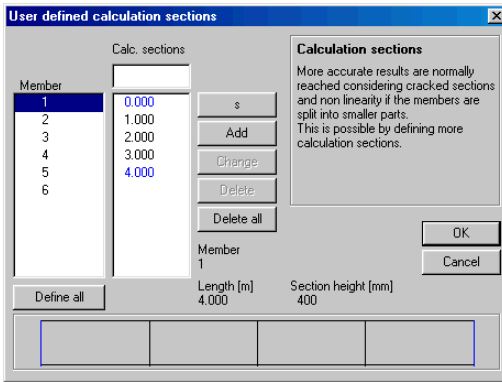 User defined calculation sections
Calc. sections
Member
1
2
3
4
5
6
0.000
1.000
2.000
3.000
4.000
s
Add
Change
Delete
Delete all
Member
1
Length [m]
4.000
Section height [mm]
400
Define all
Calculation sections
More accurate results are normally
reached considering cracked sections
and non linearity if the members are
split into smaller parts.
This is possible by defining more
calculation sections.
OK
Cancel